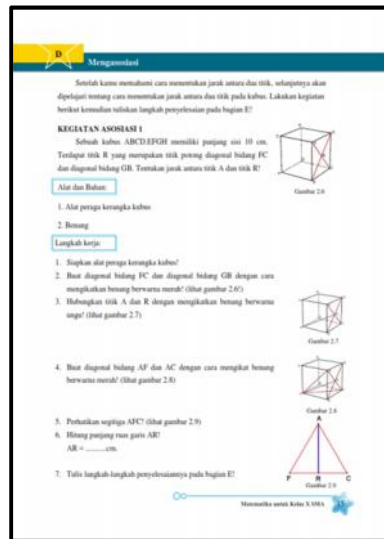 D
Mengasosiasi
Setelah kamu memahami cara menentukan jarak antara dua titik, selanjutnya akan
dipelajari tentang cara menentukan jarak antara dua titik pada kubus. Lakukan kegiatan
berikut kemudian tuliskan langkah penyelesaian pada bagian E!
KEGIATAN ASOSIASI 1
Sebuah kubus ABCD.EFGH memiliki panjang sisi 10 cm.
Terdapat titik R yang merupakan titik potong diagonal bidang FC
dan diagonal bidang GB. Tentukan jarak antara titik A dan titik R!
Gambar 2.6
Alat dan Bahan:
1. Alat peraga kerangka kubus
2. Benang
Langkah kerja:
1. Siapkan alat peraga kerangka kubus!
2. Buat diagonal bidang FC dan diagonal bidang GB dengan cara
mengikatkan benang berwarna merah! (lihat gambar 2.6!)
3. Hubungkan titik A dan R dengan mengikatkan benang berwarna
ungu! (lihat gambar 2.7)
Gambar 2.7
4. Buat diagonal bidang AF dan AC dengan cara mengikat benang
berwarna merah! (lihat gambar 2.8)
Gambar 2.8
5. Perhatikan segitiga AFC! (lihat gambar 2.9)
6. Hitung panjang ruas garis AR!
AR = ..........cm.
7. Tulis langkah-langkah penyelesaiannya pada bagian E!
A
F R C
Gambar 2.9
Matematika untuk Kelas X SMA